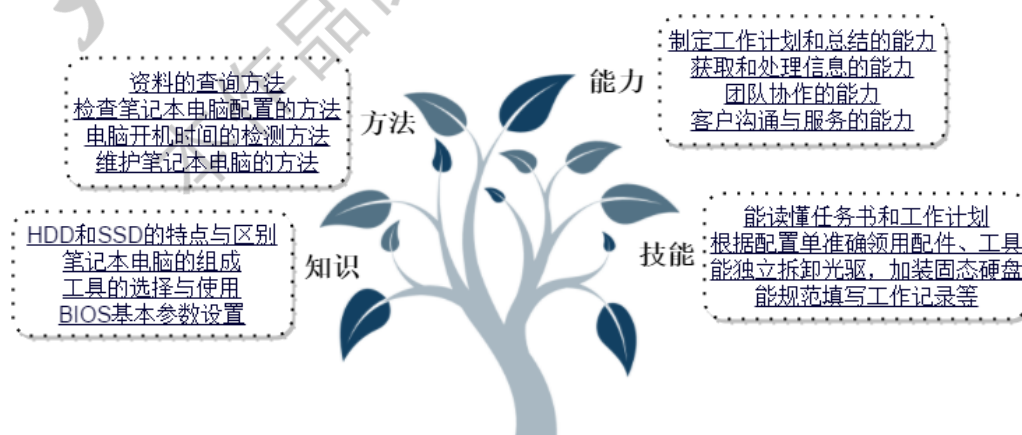 制定工作计划和总结的能力
获取和处理信息的能力
团队协作的能力
客户沟通与服务的能力
能力
资料的查询方法
检查笔记本电脑配置的方法
电脑开机时间的检测方法
维护笔记本电脑的方法
方法
HDD和SSD的特点与区别
笔记本电脑的组成
工具的选择与使用
BIOS基本参数设置
知识
技能
能读懂任务书和工作计划
根据配置单准确领用配件、工具
能独立拆卸光驱，加装固态硬盘
能规范填写工作记录等
本作品